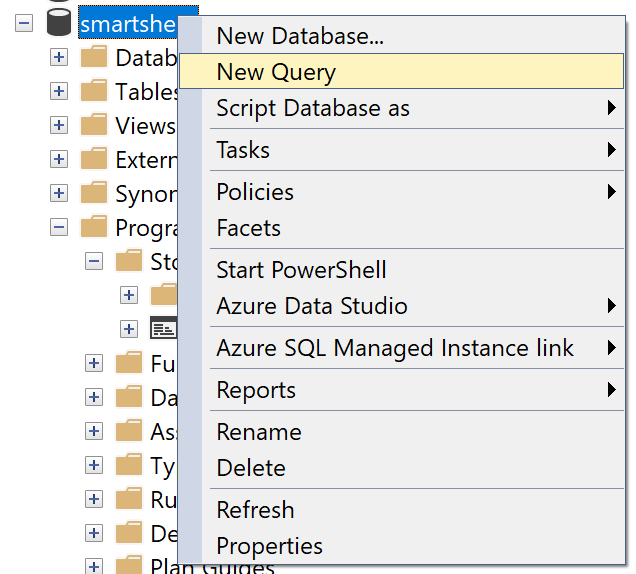 smartshe
New Database...
Datab
New Query
Tables
Script Database as
Views
Tasks
Extern
Policies
Synon
Facets
Progra
Sto
Start PowerShell
Azure Data Studio
Azure SQL Managed Instance link
Fu
Reports
Da
Ass
Rename
Ty
Delete
Ru
Refresh
De
Properties
Plan Guides